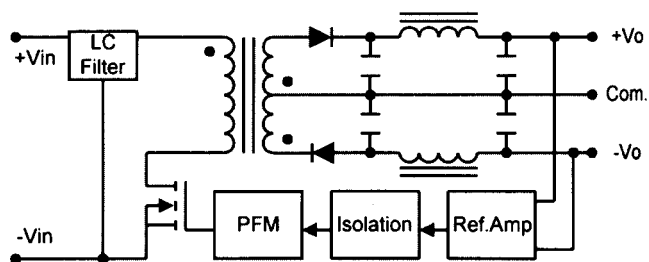 +Vin
LC
Filter
+Vo
Com.
-Vo
-Vin
PFM
Isolation
Ref.Amp